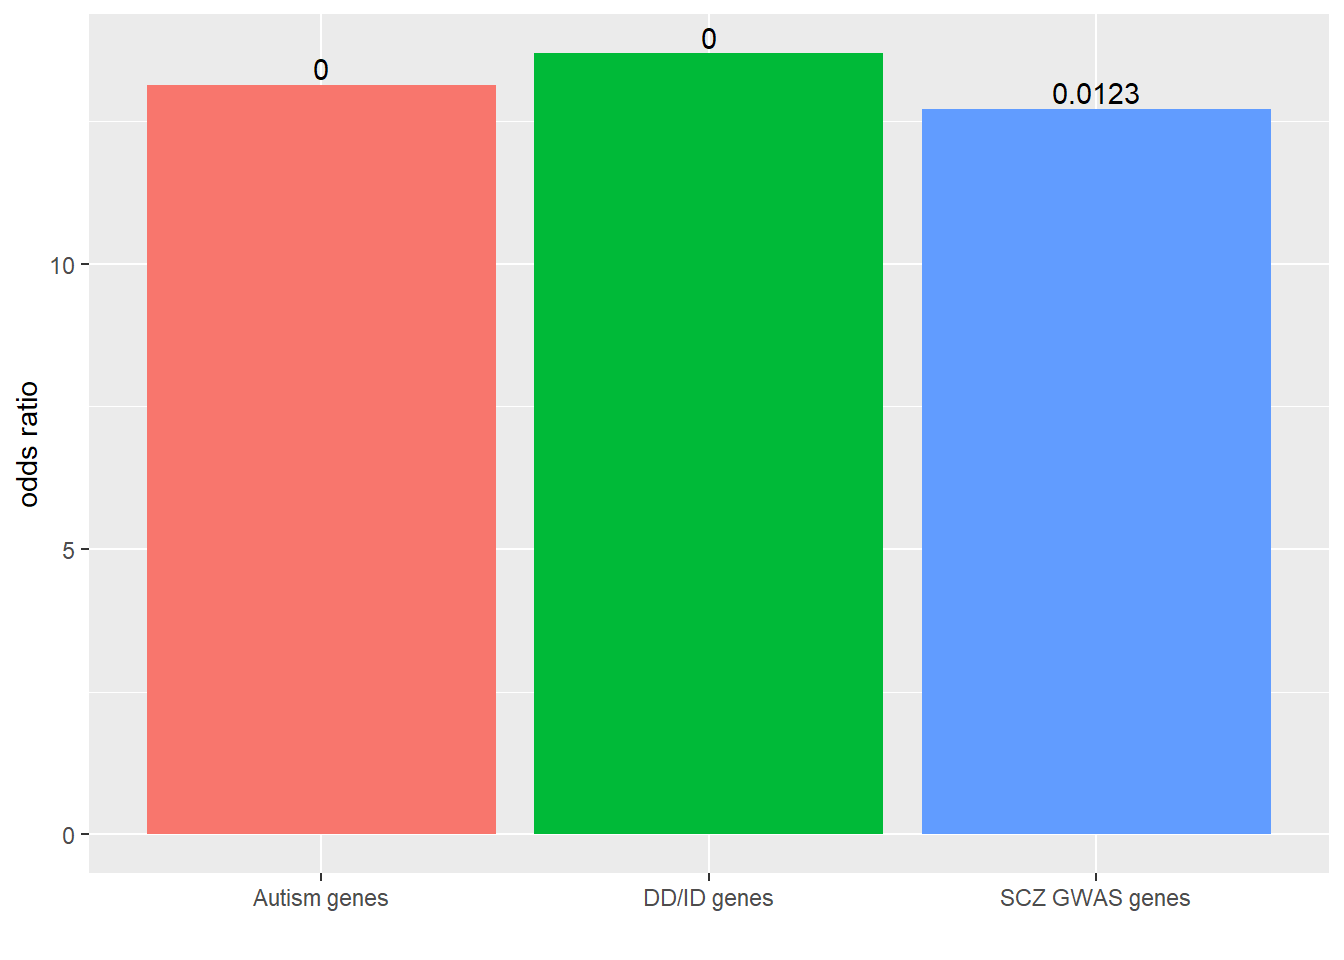 0
0
0.0123
10
5
0
odds ratio
Autism genes
DD/ID genes
SCZ GWAS genes